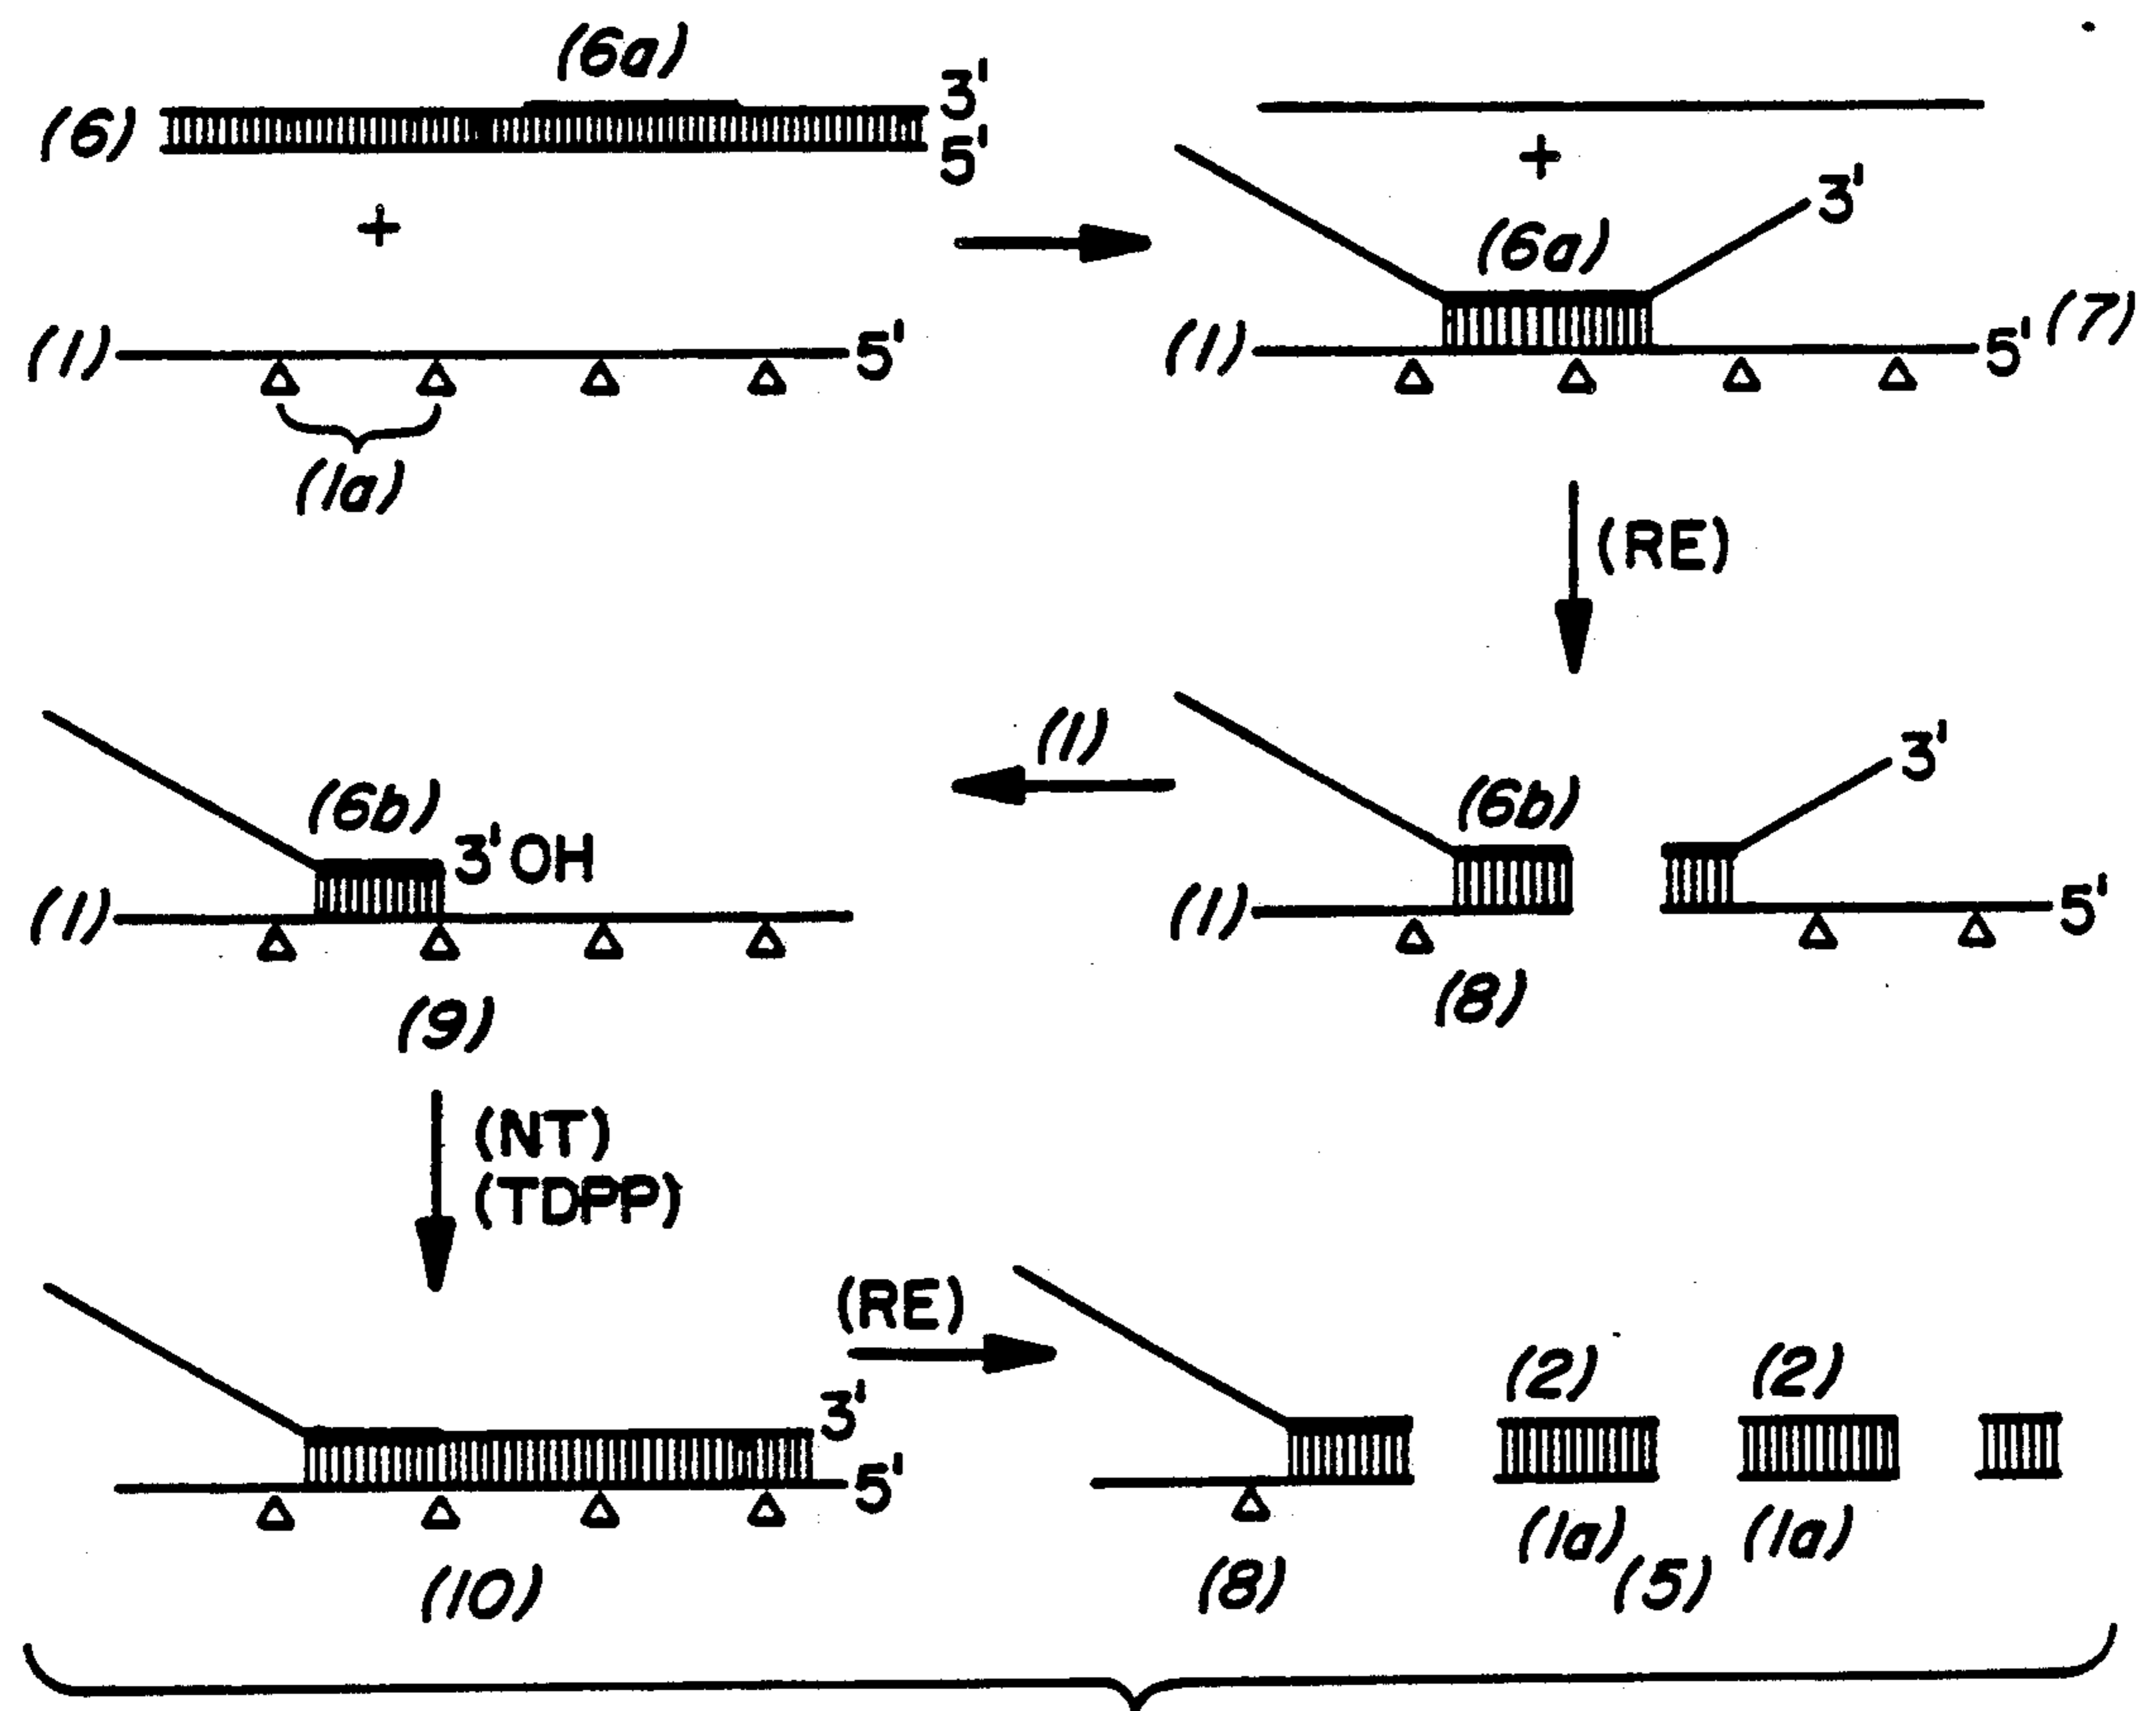 (6a)
(6) 3'
5'
+
(1) 5'
(1a)
+
3'
(6a)
(1) 5' (7)
(RE)
(1)
(6b) 3'
(1) 5'
(8)
(6b) 3'OH
(1)
(9)
(NT)
(TDPP)
3'
5'
(10)
(RE)
(2) (2)
(1a) (1a)
(8) (5)